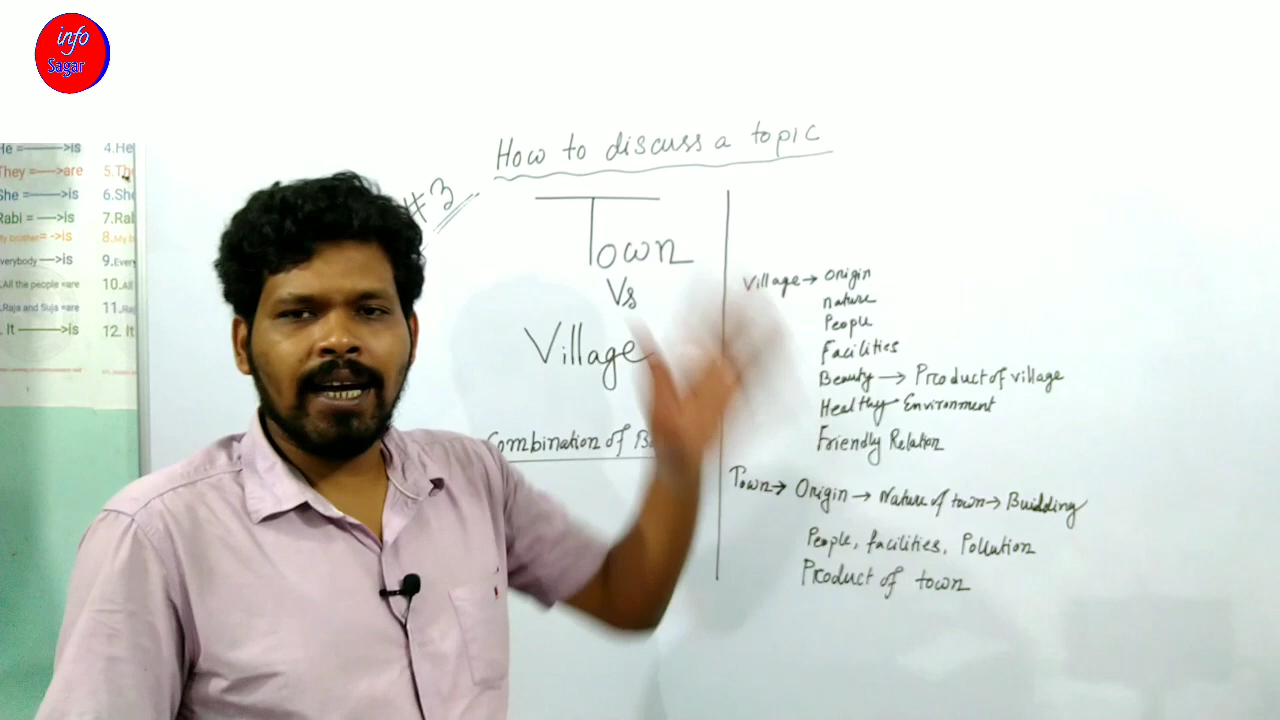 info
Sagar
How to discuss a topic
#3
Town
Vs
Village
Combination of
Village → Origin
nature
People
Facilities
Beauty → Product of village
Healthy Environment
Friendly Relation
Town → Origin → Nature of town → Building
People, facilities, Pollution
Product of town
He =——>is
They =——>are
She =——>is
Rabi = —>is
My brother= ->is
everybody —>is
All the people =are
Raja and Suja =are
It ——>is
4.He
5.The
6.She
7.Ral
8.My b
9.Every
10.All
11.Raj
12. It